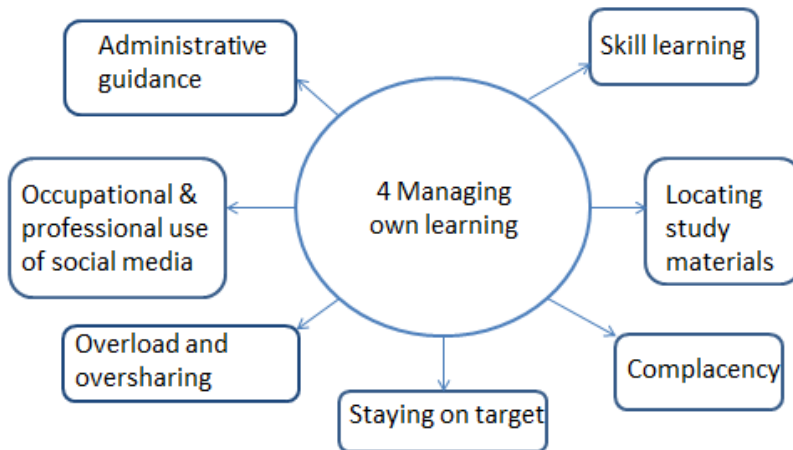 Administrative
guidance
Skill learning
Occupational &
professional use
of social media
4 Managing
own learning
Locating
study
materials
Overload and
oversharing
Staying on target
Complacency